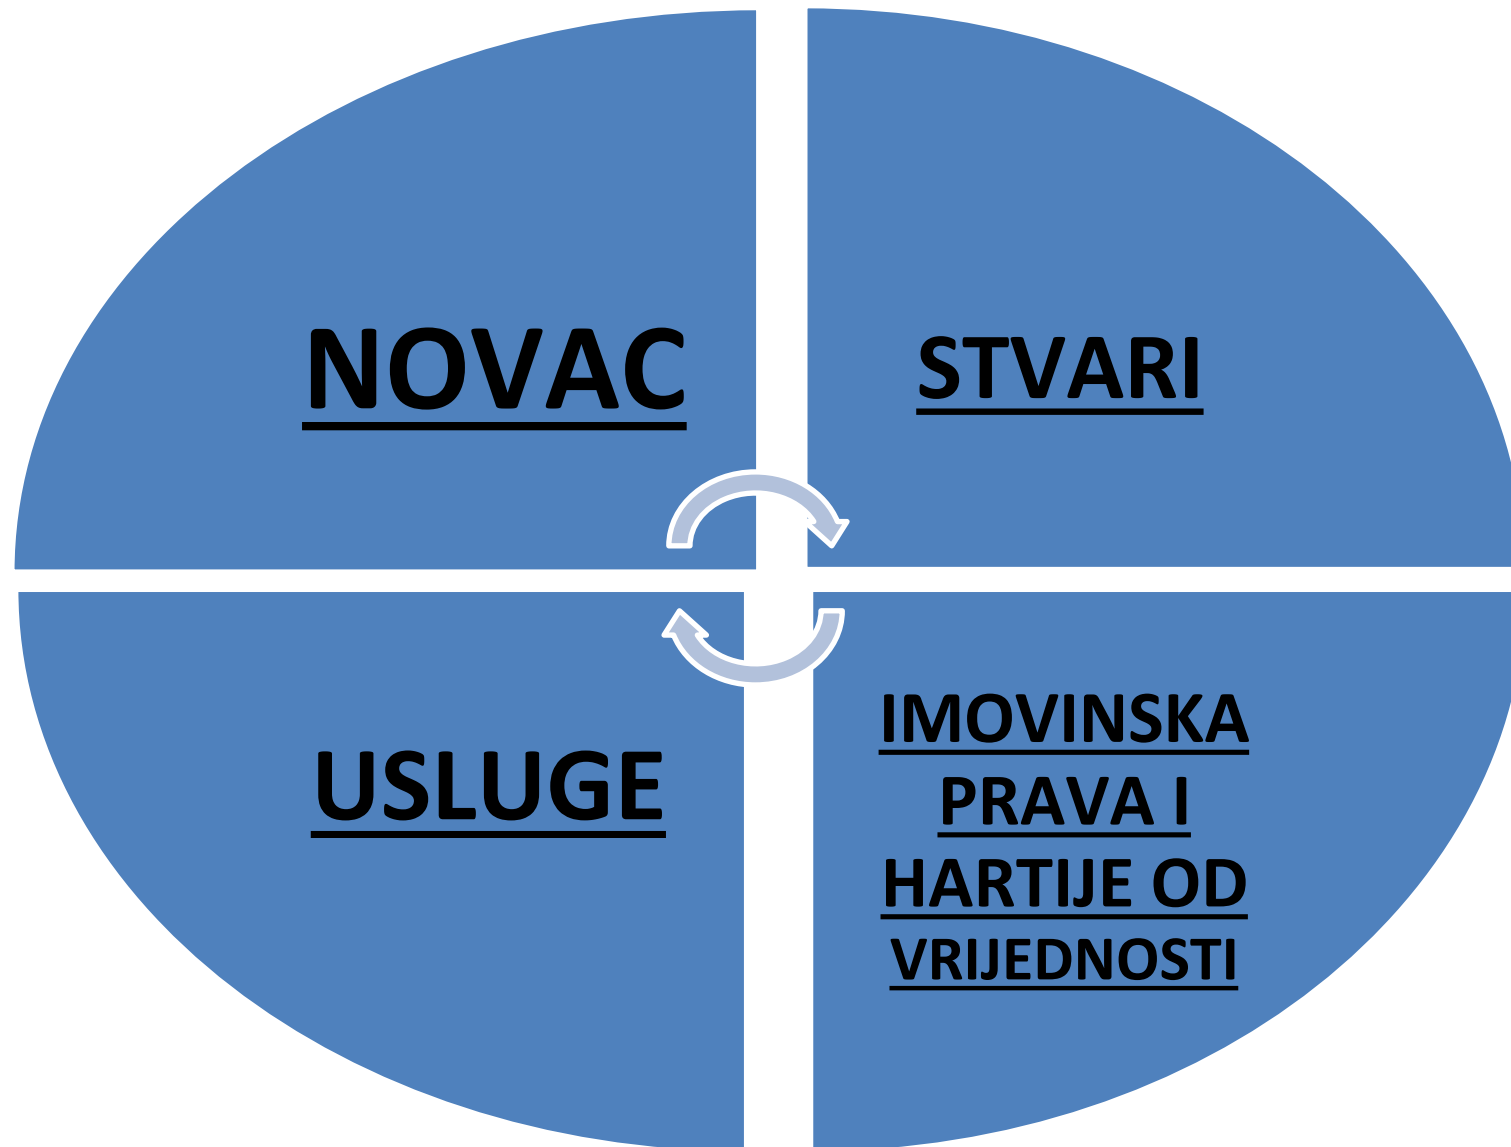 NOVAC
STVARI
USLUGE
IMOVINSKA
PRAVA I
HARTIJE OD
VRIJEDNOSTI